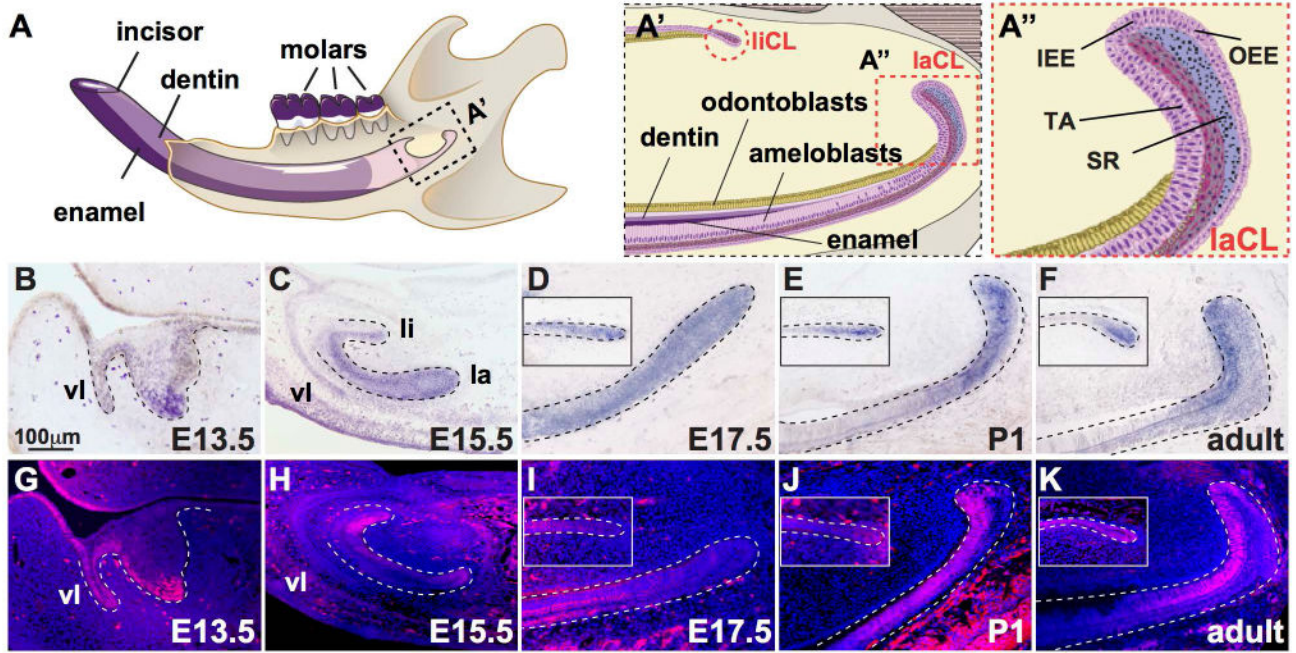 A
incisor
molars
dentin
enamel
A'
A'
liCL
A''
laCL
odontoblasts
dentin
ameloblasts
enamel
A''
IEE
OEE
TA
SR
laCL
B
vl
100μm
E13.5
C
li
la
vl
E15.5
D
E17.5
E
P1
F
adult
G
vl
E13.5
H
vl
E15.5
I
E17.5
J
P1
K
adult